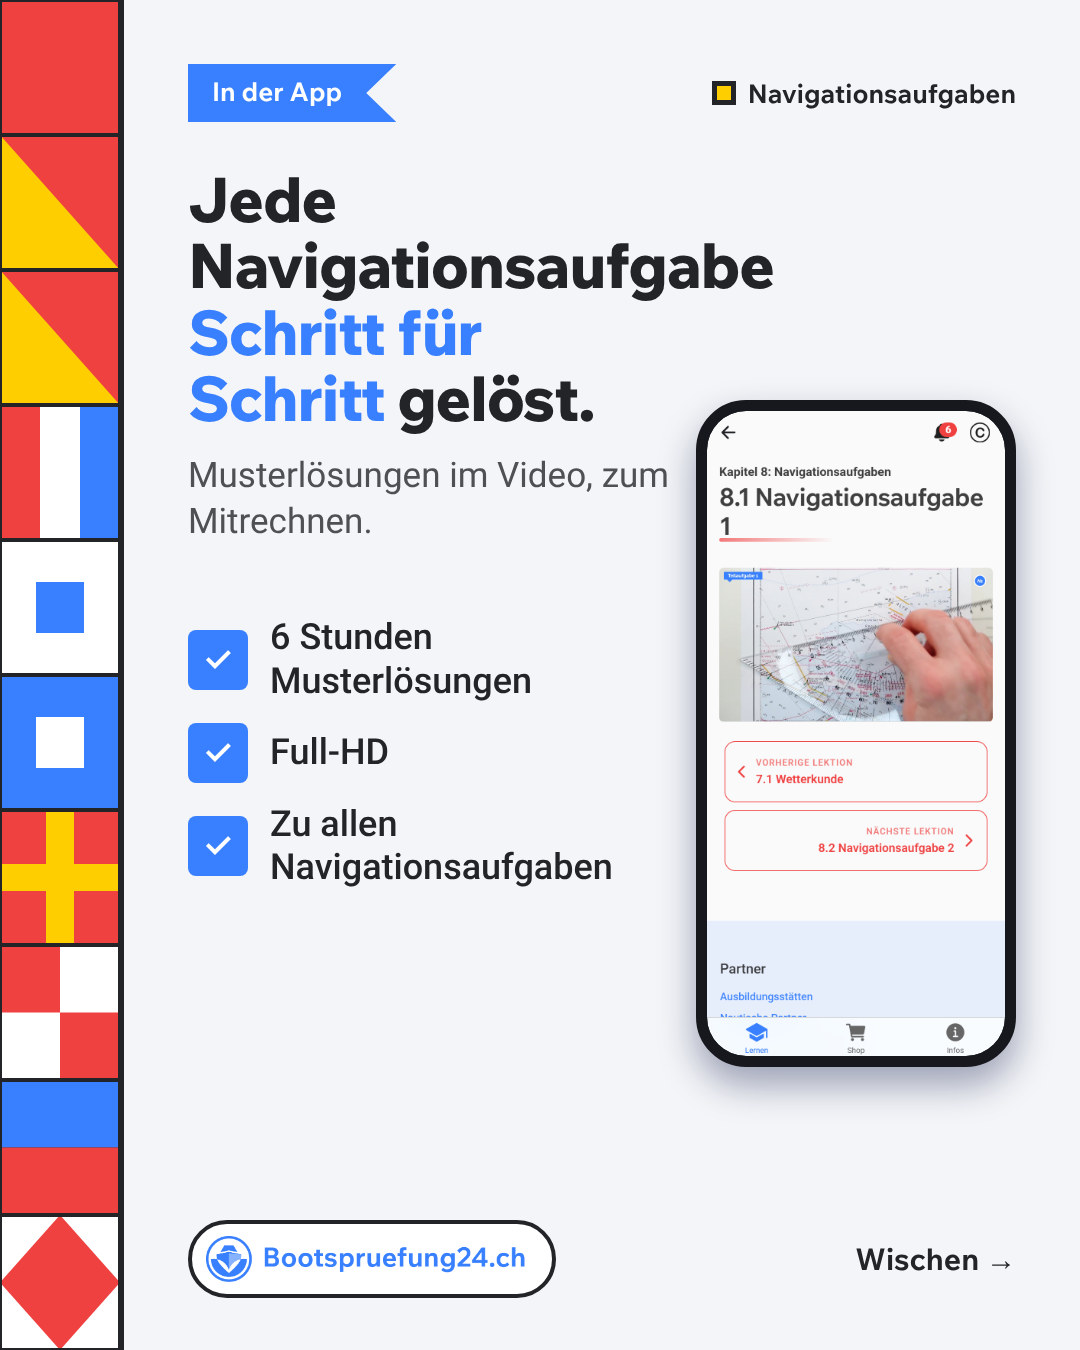 In der App
Navigationsaufgaben
Jede
Navigationsaufgabe
Schritt für
Schritt gelöst.
Musterlösungen im Video, zum
Mitrechnen.
6 Stunden
Musterlösungen
Full-HD
Zu allen
Navigationsaufgaben
6
C
Kapitel 8: Navigationsaufgaben
8.1 Navigationsaufgabe
1
VORHERIGE LEKTION
7.1 Wetterkunde
NÄCHSTE LEKTION
8.2 Navigationsaufgabe 2
Partner
Ausbildungsstätten
Lernen
Shop
Infos
Bootspruefung24.ch
Wischen →